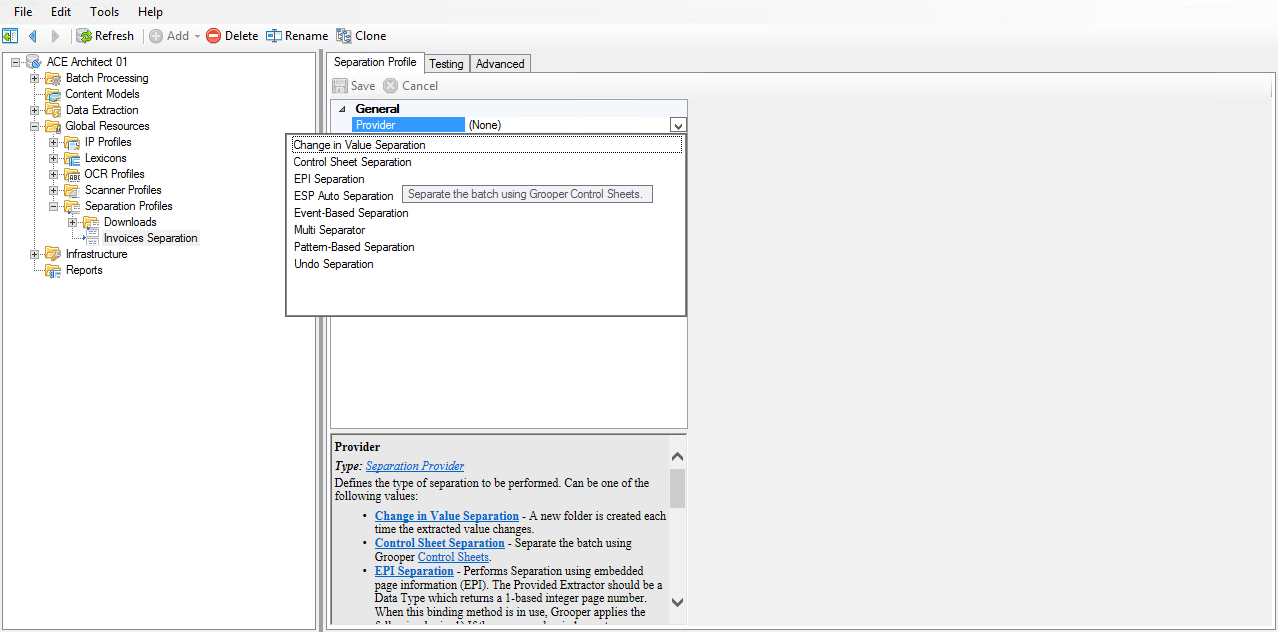 File Edit Tools Help
Refresh Add Delete Rename Clone
ACE Architect 01
Batch Processing
Content Models
Data Extraction
Global Resources
IP Profiles
Lexicons
OCR Profiles
Scanner Profiles
Separation Profiles
Downloads
Invoices Separation
Infrastructure
Reports
Separation Profile Testing Advanced
Save Cancel
General
Provider (None)
Change in Value Separation
Control Sheet Separation
EPI Separation
ESP Auto Separation
Separate the batch using Grooper Control Sheets.
Event-Based Separation
Multi Separator
Pattern-Based Separation
Undo Separation
Provider
Type: Separation Provider
Defines the type of separation to be performed. Can be one of the
following values:
• Change in Value Separation - A new folder is created each
time the extracted value changes.
• Control Sheet Separation - Separate the batch using
Grooper Control Sheets.
• EPI Separation - Performs Separation using embedded
page information (EPI). The Provided Extractor should be a
Data Type which returns a 1-based integer page number.
When this binding method is in use, Grooper applies the